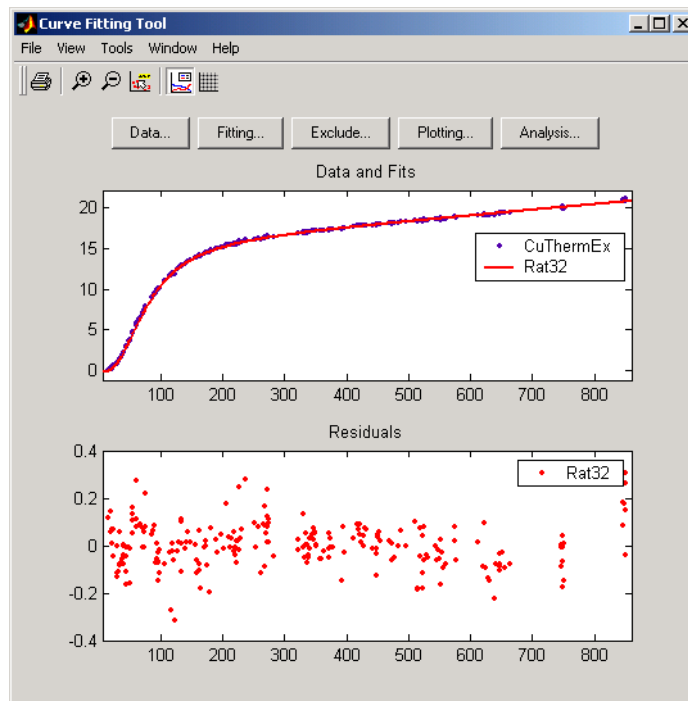 Curve Fitting Tool
File View Tools Window Help
Data... Fitting... Exclude... Plotting... Analysis...
Data and Fits
20
15
10
5
0
CuThermEx
Rat32
100 200 300 400 500 600 700 800
Residuals
0.4
0.2
0
-0.2
-0.4
Rat32
100 200 300 400 500 600 700 800